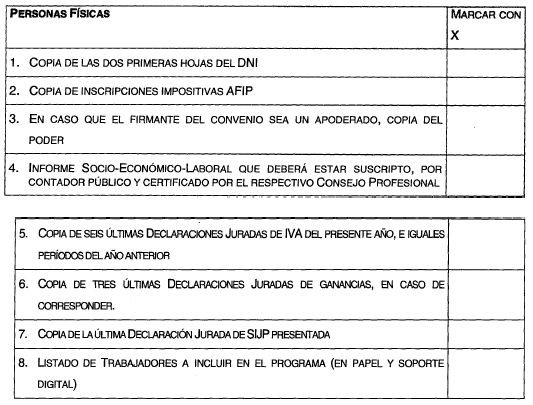 PERSONAS FÍSICAS
MARCAR CON
X
1. COPIA DE LAS DOS PRIMERAS HOJAS DEL DNI
2. COPIA DE INSCRIPCIONES IMPOSITIVAS AFIP
3. EN CASO QUE EL FIRMANTE DEL CONVENIO SEA UN APODERADO, COPIA DEL
PODER
4. INFORME SOCIO-ECONÓMICO-LABORAL QUE DEBERÁ ESTAR SUSCRIPTO, POR
CONTADOR PÚBLICO Y CERTIFICADO POR EL RESPECTIVO CONSEJO PROFESIONAL
5. COPIA DE SEIS ÚLTIMAS DECLARACIONES JURADAS DE IVA DEL PRESENTE AÑO, E IGUALES
PERÍODOS DEL AÑO ANTERIOR
6. COPIA DE TRES ÚLTIMAS DECLARACIONES JURADAS DE GANANCIAS, EN CASO DE
CORRESPONDER.
7. COPIA DE LA ÚLTIMA DECLARACIÓN JURADA DE SIJP PRESENTADA
8. LISTADO DE TRABAJADORES A INCLUIR EN EL PROGRAMA (EN PAPEL Y SOPORTE
DIGITAL)